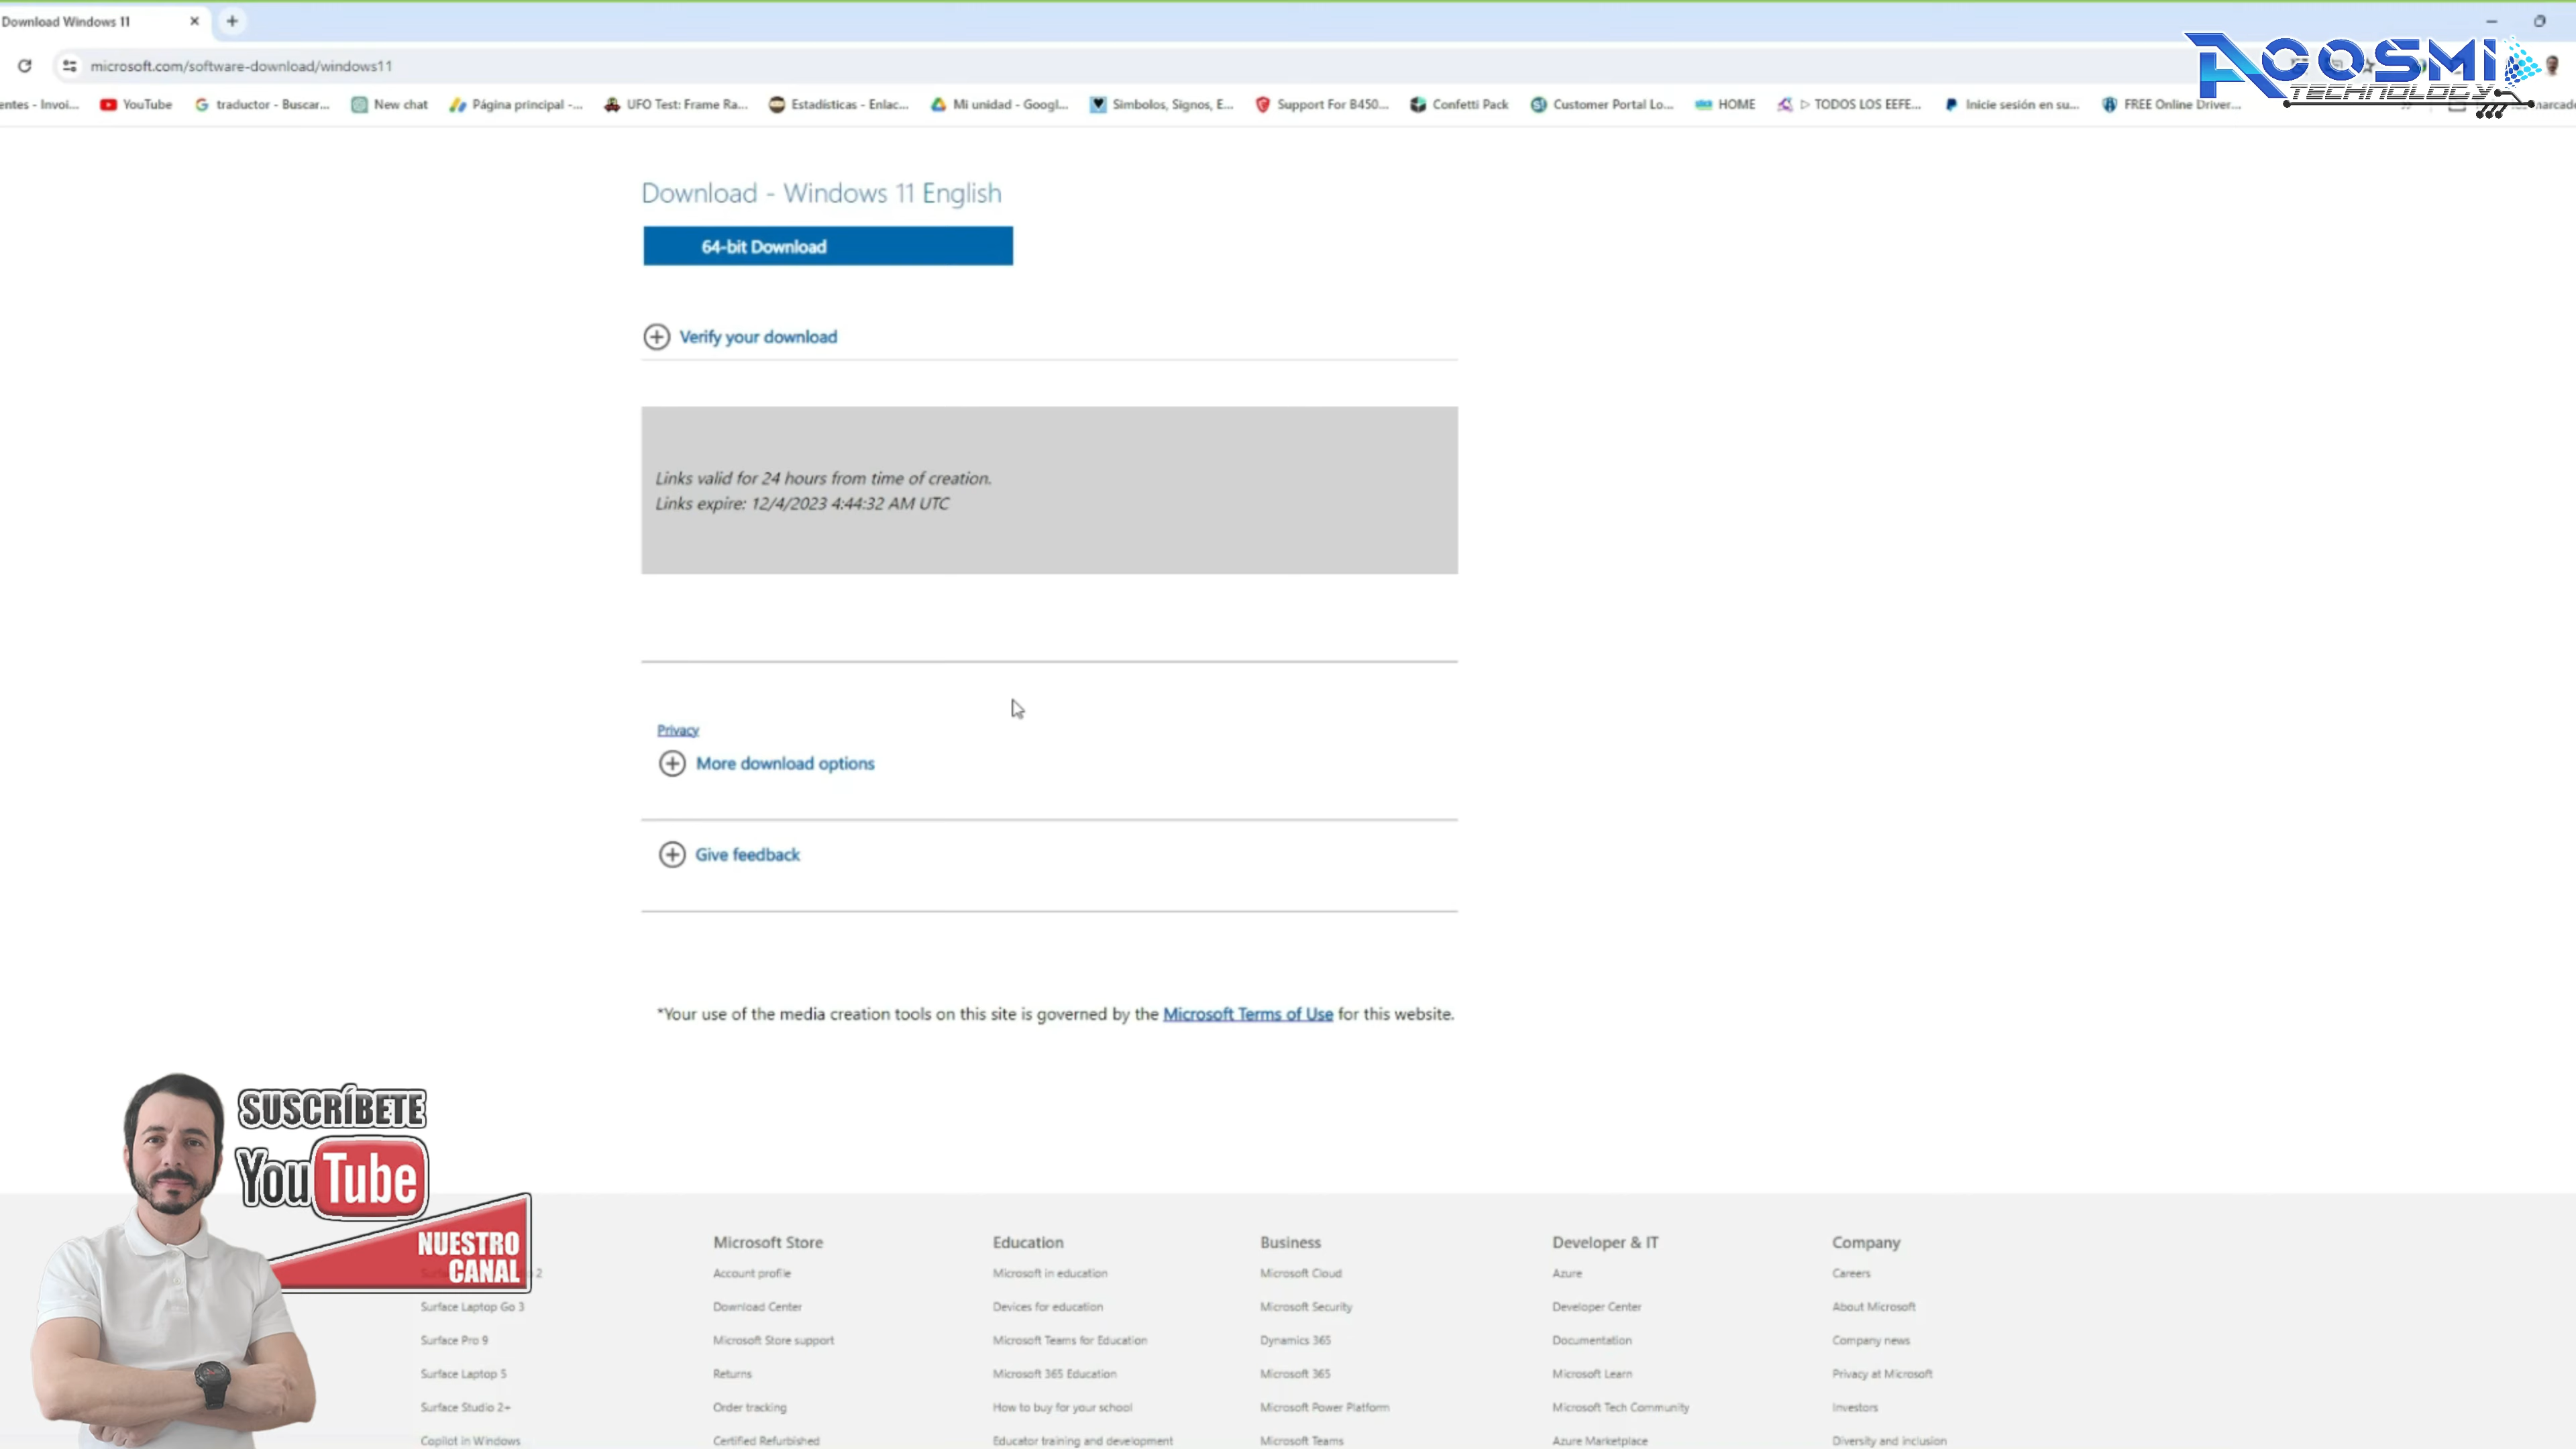 Download Windows 11
microsoft.com/software-download/windows11
ACOSMI
TECHNOLOGY
entes - Invoi...
YouTube
traductor - Buscar...
New chat
Página principal -...
UFO Test: Frame Ra...
Estadísticas - Enlac...
Mi unidad - Googl...
Simbolos, Signos, E...
Support For B450...
Confetti Pack
Customer Portal Lo...
HOME
▷ TODOS LOS EEFE...
Inicie sesión en su...
FREE Online Driver...
Download - Windows 11 English
64-bit Download
Verify your download
Links valid for 24 hours from time of creation.
Links expire: 12/4/2023 4:44:32 AM UTC
Privacy
More download options
Give feedback
*Your use of the media creation tools on this site is governed by the Microsoft Terms of Use for this website.
SUSCRÍBETE
YouTube
NUESTRO
CANAL
Surface Laptop Go 3
Surface Pro 9
Surface Laptop 5
Surface Studio 2+
Copilot in Windows
Microsoft Store
Account profile
Download Center
Microsoft Store support
Returns
Order tracking
Certified Refurbished
Education
Microsoft in education
Devices for education
Microsoft Teams for Education
Microsoft 365 Education
How to buy for your school
Educator training and development
Business
Microsoft Cloud
Microsoft Security
Dynamics 365
Microsoft 365
Microsoft Power Platform
Microsoft Teams
Developer & IT
Azure
Developer Center
Documentation
Microsoft Learn
Microsoft Tech Community
Azure Marketplace
Company
Careers
About Microsoft
Company news
Privacy at Microsoft
Investors
Diversity and inclusion